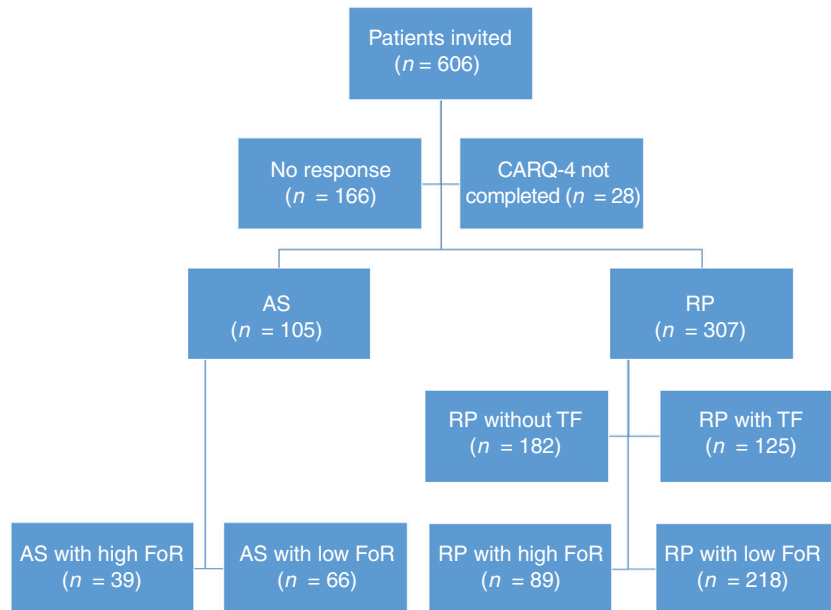 Patients invited
(n = 606)
No response
(n = 166)
CARQ-4 not
completed (n = 28)
AS
(n = 105)
RP
(n = 307)
RP without TF
(n = 182)
RP with TF
(n = 125)
AS with high FoR
(n = 39)
AS with low FoR
(n = 66)
RP with high FoR
(n = 89)
RP with low FoR
(n = 218)